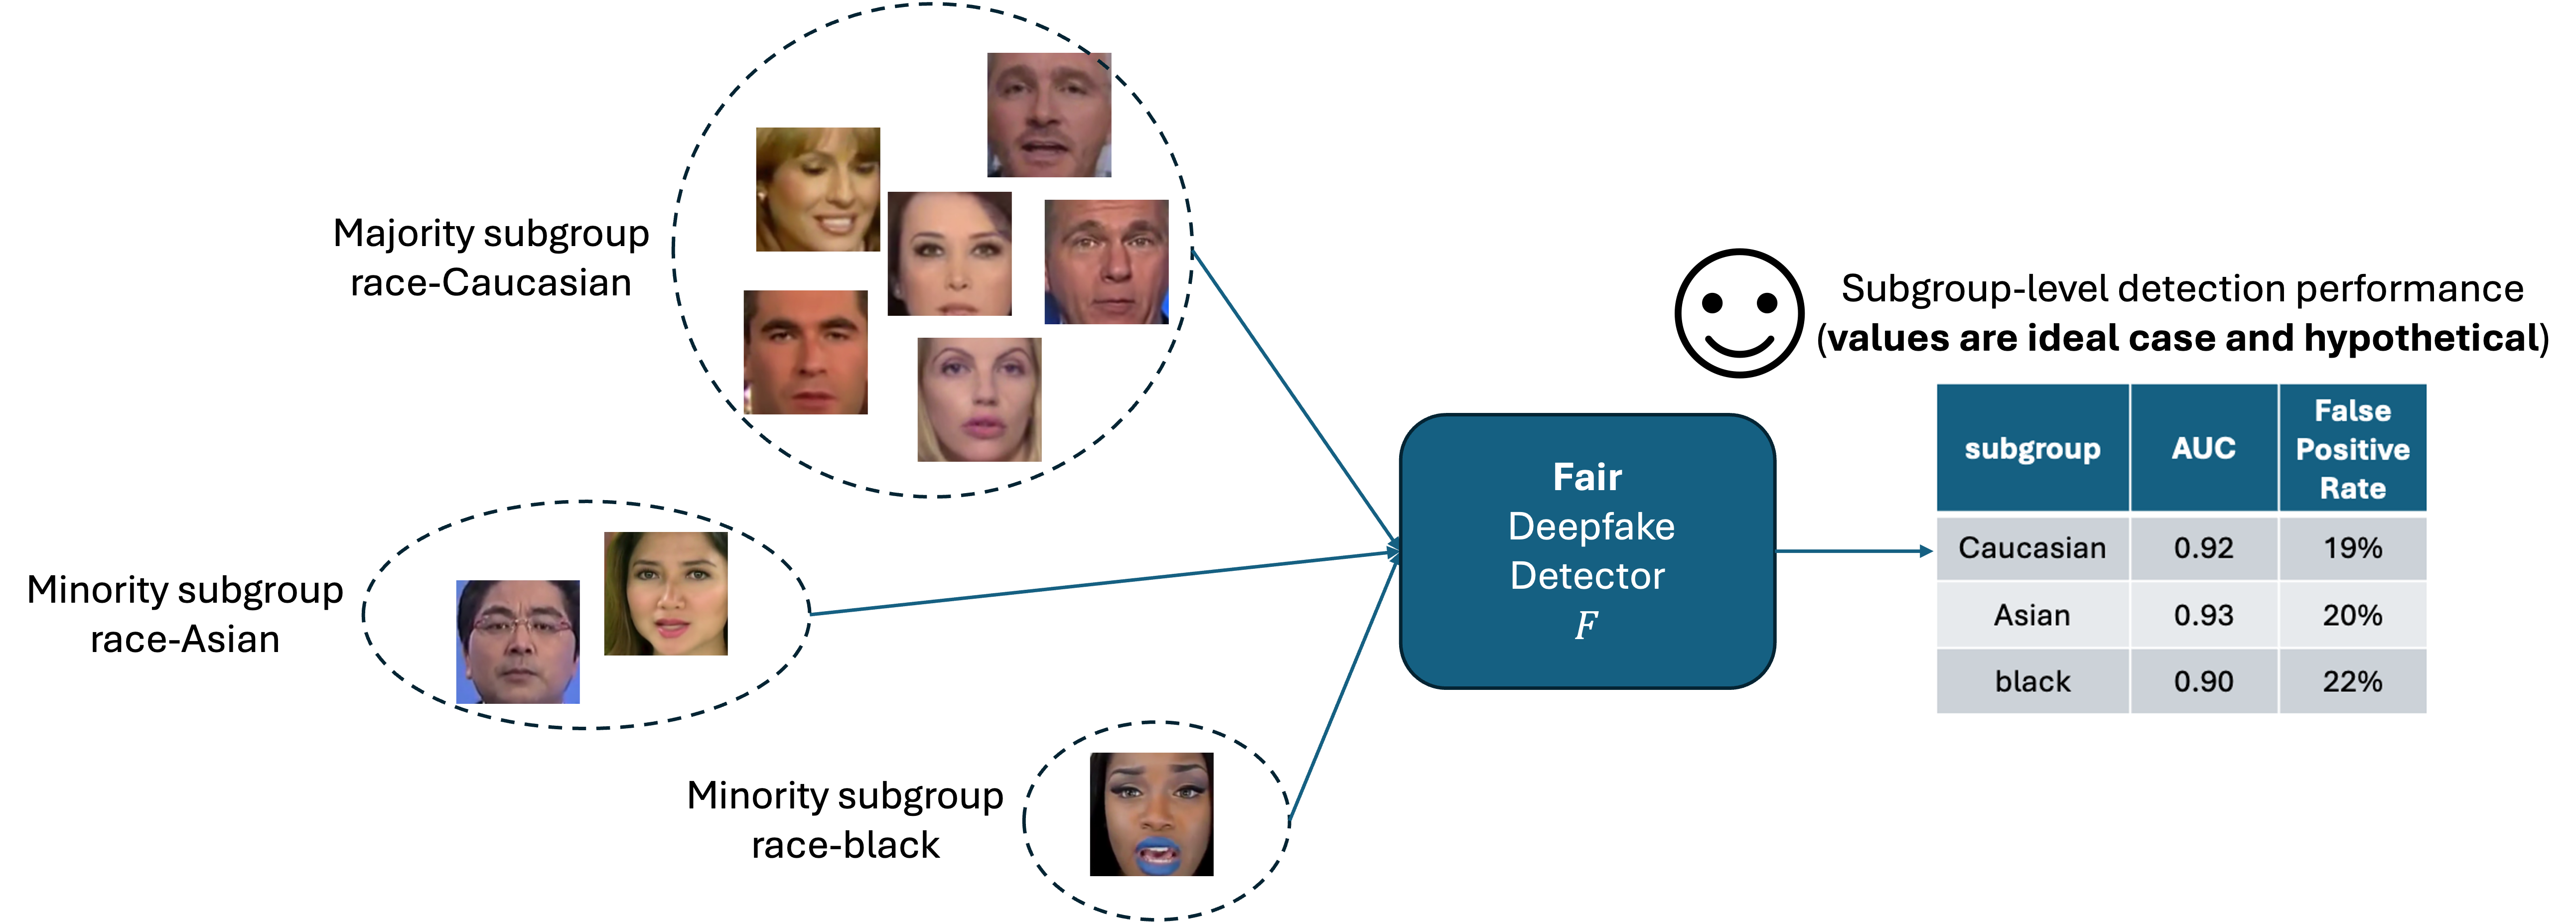 Majority subgroup
race-Caucasian
Minority subgroup
race-Asian
Minority subgroup
race-black
Fair
Deepfake
Detector
F
Subgroup-level detection performance
(values are ideal case and hypothetical)
subgroup AUC False Positive Rate
Caucasian 0.92 19%
Asian 0.93 20%
black 0.90 22%